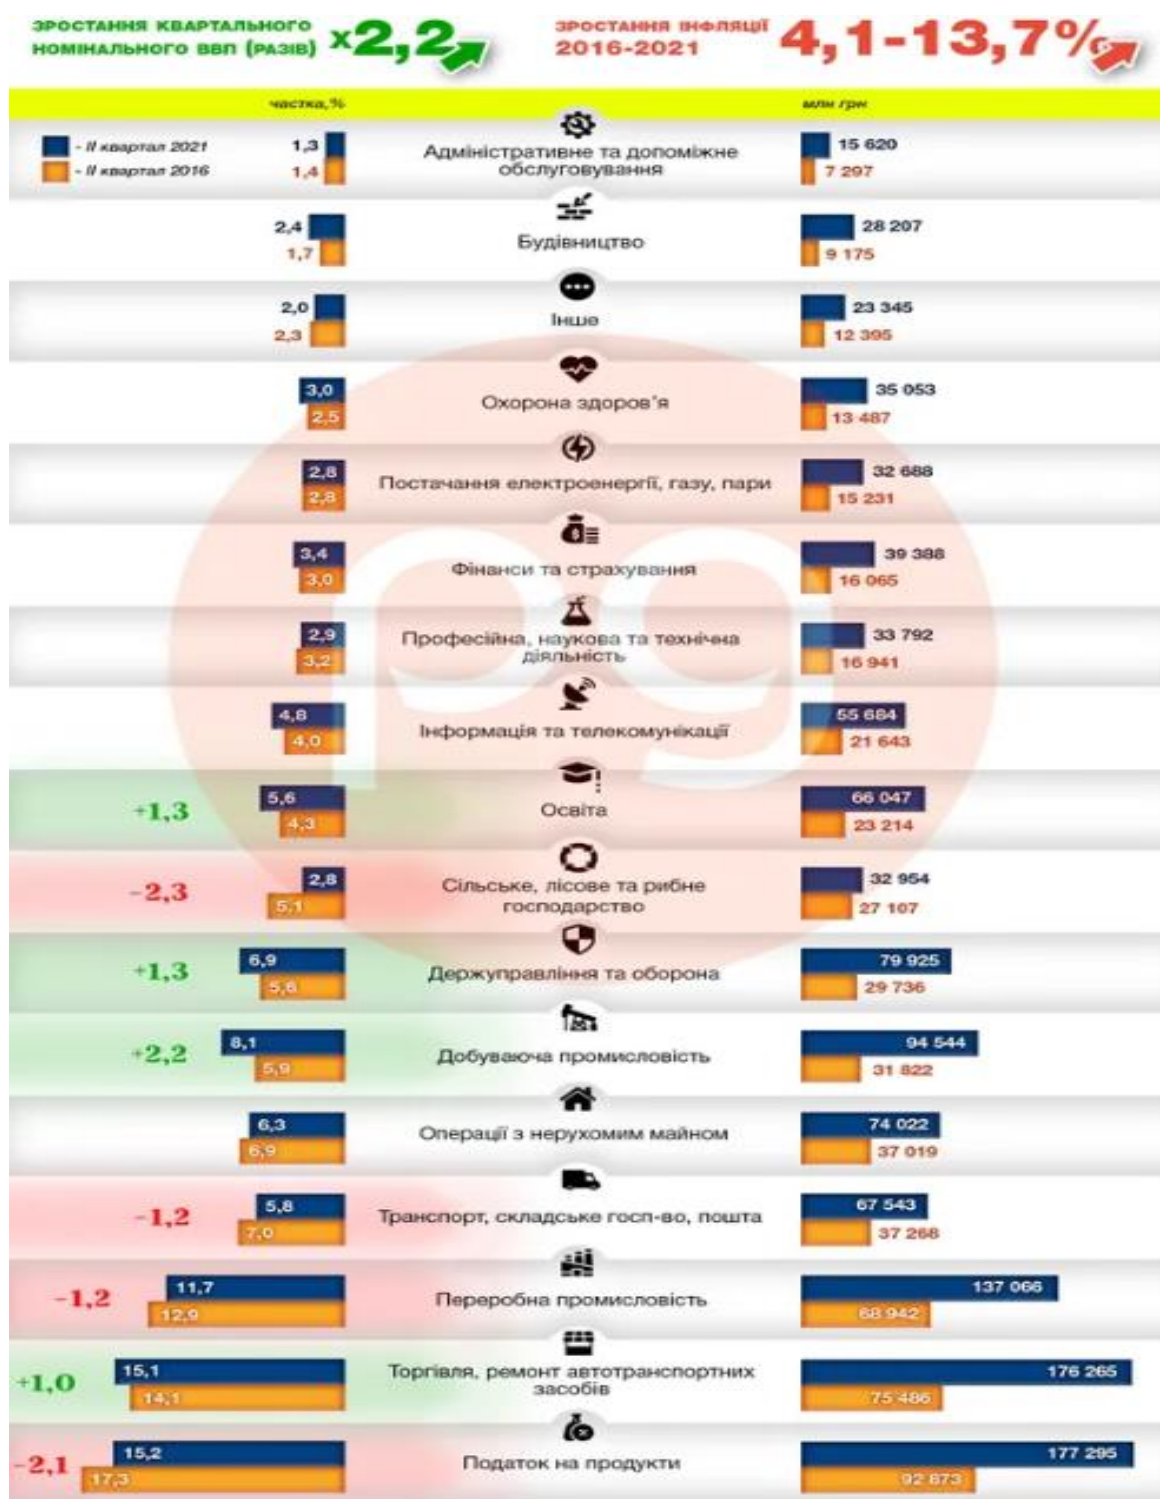 ЗРОСТАННЯ КВАРТАЛЬНОГО
НОМІНАЛЬНОГО ВВП (РАЗІВ) x2,2
ЗРОСТАННЯ ІНФЛЯЦІЇ
2016-2021 4,1-13,7%
частка,% млн грн
- II квартал 2021
- II квартал 2016
1,3
1,4
Адміністративне та допоміжне
обслуговування
15 620
7 297
2,4
1,7
Будівництво
28 207
9 175
2,0
2,3
Інше
23 345
12 395
3,0
2,5
Охорона здоров'я
35 053
13 487
2,8
2,8
Постачання електроенергії, газу, пари
32 688
15 231
3,4
3,0
Фінанси та страхування
39 388
16 065
2,9
3,2
Професійна, наукова та технічна
діяльність
33 792
16 941
4,8
4,0
Інформація та телекомунікації
55 684
21 643
+1,3
5,6
4,3
Освіта
66 047
23 214
-2,3
2,8
5,1
Сільське, лісове та рибне
господарство
32 954
27 107
+1,3
6,9
5,6
Держуправління та оборона
79 925
29 736
+2,2
8,1
5,9
Добуваюча промисловість
94 544
31 822
6,3
6,9
Операції з нерухомим майном
74 022
37 019
-1,2
5,8
7,0
Транспорт, складське госп-во, пошта
67 543
37 268
-1,2
11,7
12,9
Переробна промисловість
137 066
68 942
+1,0
15,1
14,1
Торгівля, ремонт автотранспортних
засобів
176 265
75 486
-2,1
15,2
17,3
Податок на продукти
177 295
92 873
pg